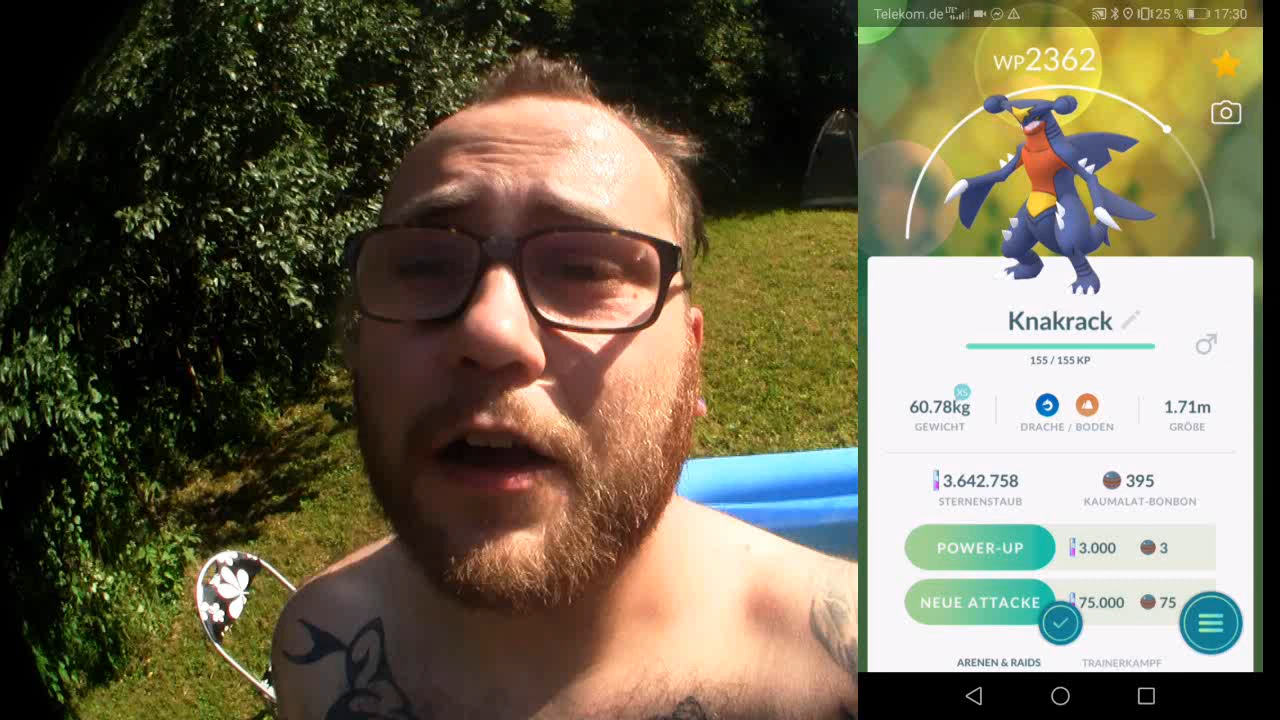 Telekom.de LTE 25 % 17:30
WP2362
Knakrack
155 / 155 KP
XS
60.78kg
GEWICHT
DRACHE / BODEN
1.71m
GRÖßE
3.642.758
STERNENSTAUB
395
KAUMALAT-BONBON
POWER-UP 3.000 3
NEUE ATTACKE 75.000 75
ARENEN & RAIDS TRAINERKAMPF